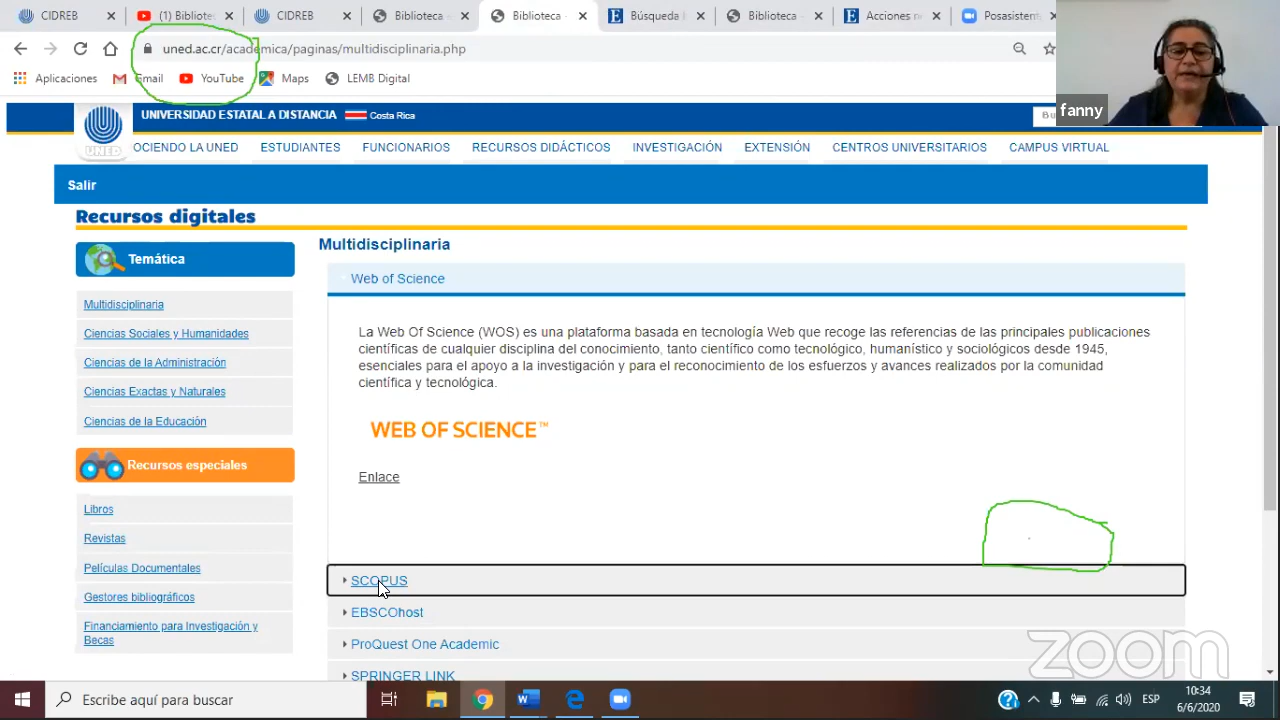 CIDREB
(1) Bibliotec
CIDREB
Biblioteca
Biblioteca -
Búsqueda
Biblioteca -
Acciones n
Posasistent
uned.ac.cr/academica/paginas/multidisciplinaria.php
Aplicaciones
Gmail
YouTube
Maps
LEMB Digital
fanny
UNIVERSIDAD ESTATAL A DISTANCIA
Costa Rica
Bu
UNED
OCIENDO LA UNED
ESTUDIANTES
FUNCIONARIOS
RECURSOS DIDÁCTICOS
INVESTIGACIÓN
EXTENSIÓN
CENTROS UNIVERSITARIOS
CAMPUS VIRTUAL
Salir
Recursos digitales
Temática
Multidisciplinaria
Ciencias Sociales y Humanidades
Ciencias de la Administración
Ciencias Exactas y Naturales
Ciencias de la Educación
Recursos especiales
Libros
Revistas
Películas Documentales
Gestores bibliográficos
Financiamiento para Investigación y
Becas
Multidisciplinaria
Web of Science
La Web Of Science (WOS) es una plataforma basada en tecnología Web que recoge las referencias de las principales publicaciones
científicas de cualquier disciplina del conocimiento, tanto científico como tecnológico, humanístico y sociológicos desde 1945,
esenciales para el apoyo a la investigación y para el reconocimiento de los esfuerzos y avances realizados por la comunidad
científica y tecnológica.
WEB OF SCIENCE™
Enlace
SCOPUS
EBSCOhost
ProQuest One Academic
SPRINGER LINK
zoom
Escribe aquí para buscar
ESP
10:34
6/6/2020